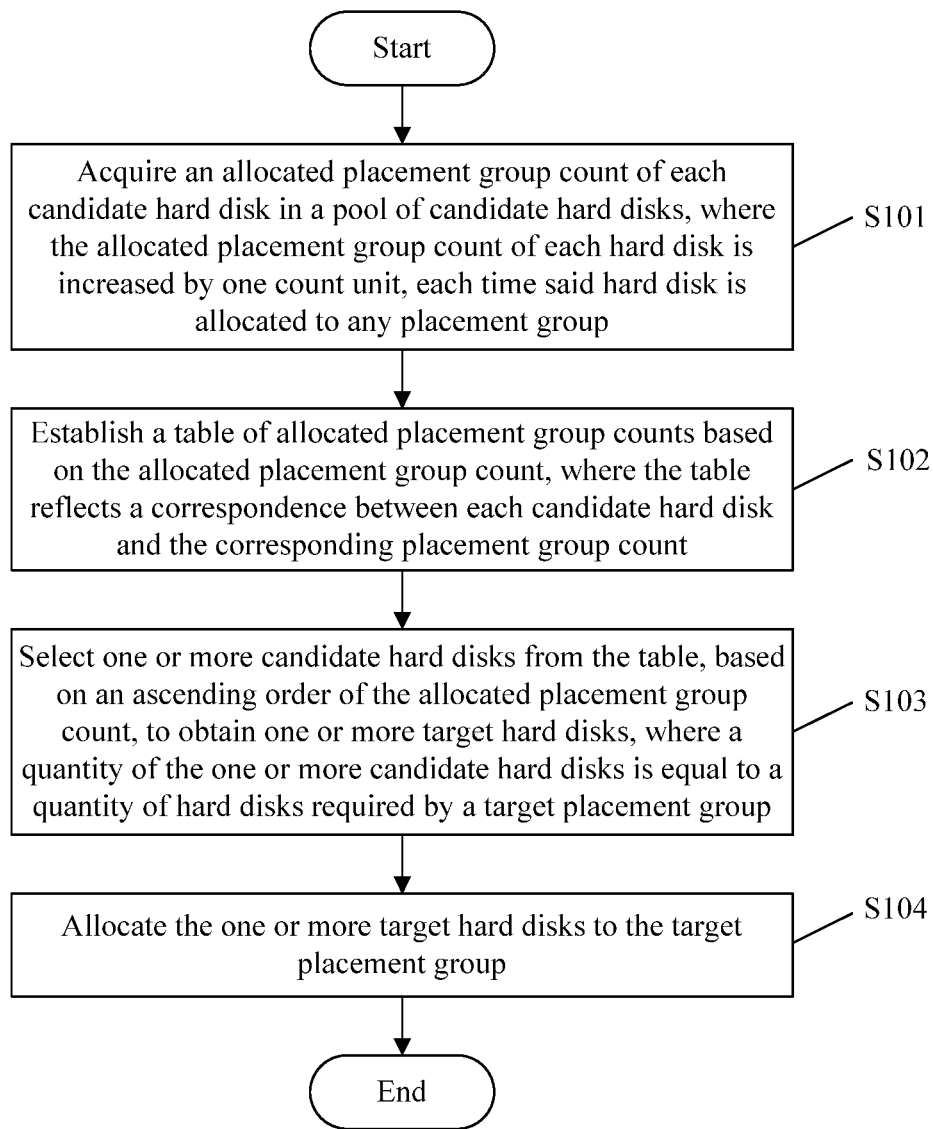 Start
Acquire an allocated placement group count of each
candidate hard disk in a pool of candidate hard disks, where
the allocated placement group count of each hard disk is
increased by one count unit, each time said hard disk is
allocated to any placement group
S101
Establish a table of allocated placement group counts based
on the allocated placement group count, where the table
reflects a correspondence between each candidate hard disk
and the corresponding placement group count
S102
Select one or more candidate hard disks from the table, based
on an ascending order of the allocated placement group
count, to obtain one or more target hard disks, where a
quantity of the one or more candidate hard disks is equal to a
quantity of hard disks required by a target placement group
S103
Allocate the one or more target hard disks to the target
placement group
S104
End